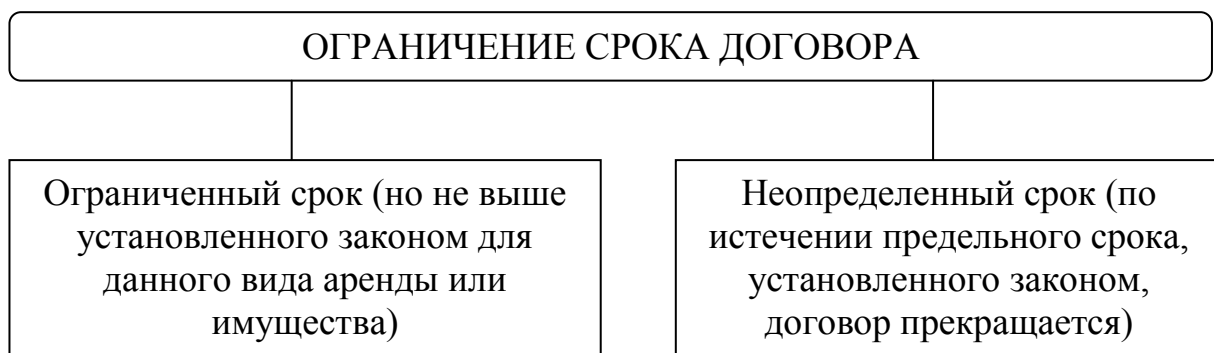 ОГРАНИЧЕНИЕ СРОКА ДОГОВОРА
Ограниченный срок (но не выше
установленного законом для
данного вида аренды или
имущества)
Неопределенный срок (по
истечении предельного срока,
установленного законом,
договор прекращается)